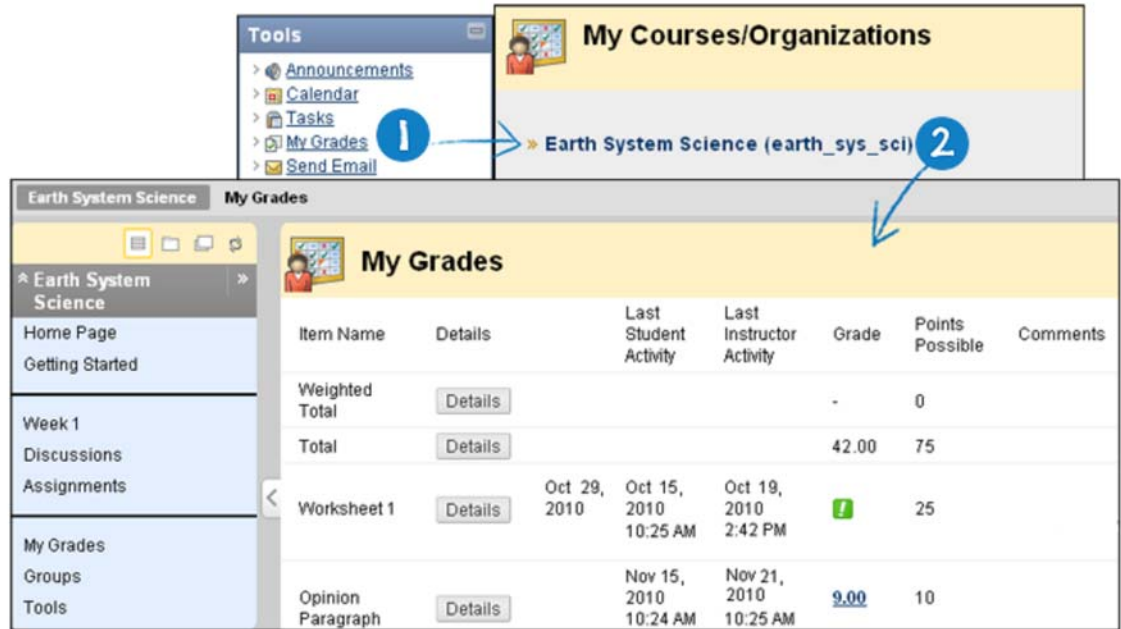 Tools
Announcements
Calendar
Tasks
My Grades
Send Email
1
My Courses/Organizations
» Earth System Science (earth_sys_sci)
2
Earth System Science My Grades
Earth System
Science
»
Home Page
Getting Started
Week 1
Discussions
Assignments
My Grades
Groups
Tools
My Grades
Item Name Details Last Student Activity Last Instructor Activity Grade Points Possible Comments
Weighted Total Details - 0
Total Details 42.00 75
Worksheet 1 Details Oct 29, 2010 Oct 15, 2010 10:25 AM Oct 19, 2010 2:42 PM ! 25
Opinion Paragraph Details Nov 15, 2010 10:24 AM Nov 21, 2010 10:25 AM 9.00 10